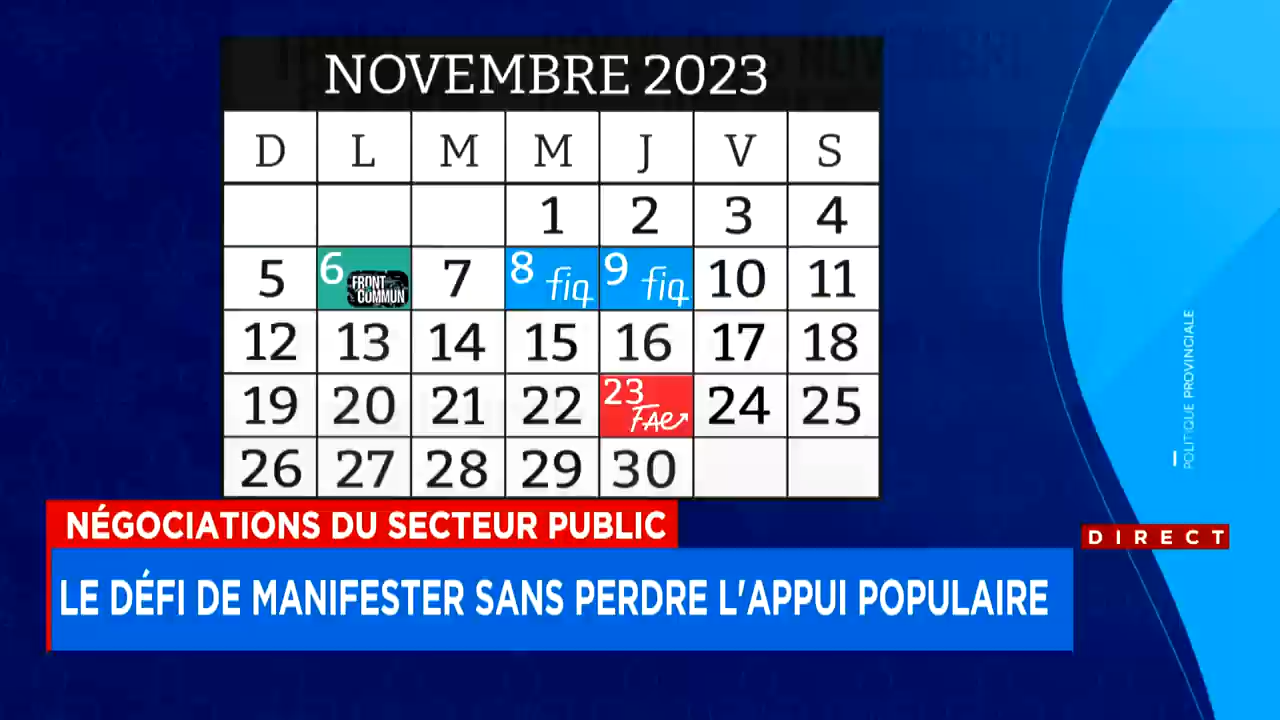 NOVEMBRE 2023
D L M M J V S
1 2 3 4
5 6 FRONT COMMUN 7 8 fiq 9 fiq 10 11
12 13 14 15 16 17 18
19 20 21 22 23 FAE 24 25
26 27 28 29 30
POLITIQUE PROVINCIALE
NÉGOCIATIONS DU SECTEUR PUBLIC
DIRECT
LE DÉFI DE MANIFESTER SANS PERDRE L'APPUI POPULAIRE